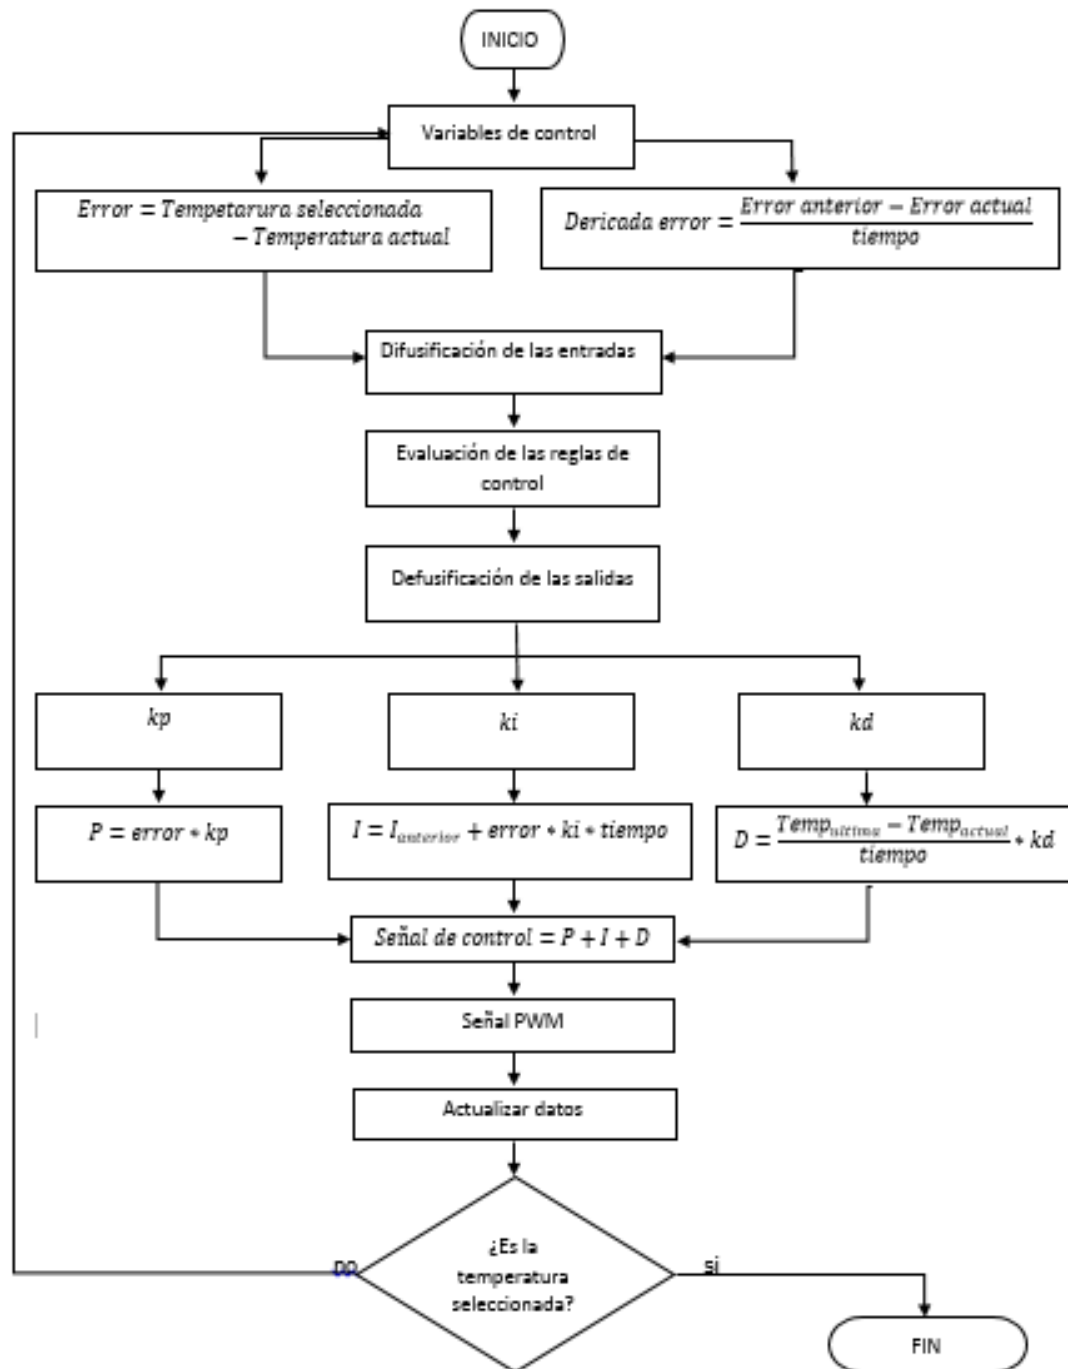 INICIO
Variables de control
Error = Tempetarura seleccionada
− Temperatura actual
Dericada error = Error anterior − Error actual / tiempo
Difusificación de las entradas
Evaluación de las reglas de
control
Defusificación de las salidas
kp
ki
kd
P = error * kp
I = I_anterior + error * ki * tiempo
D = Temp_ultima − Temp_actual / tiempo * kd
Señal de control = P + I + D
Señal PWM
Actualizar datos
¿Es la
temperatura
seleccionada?
no
si
FIN